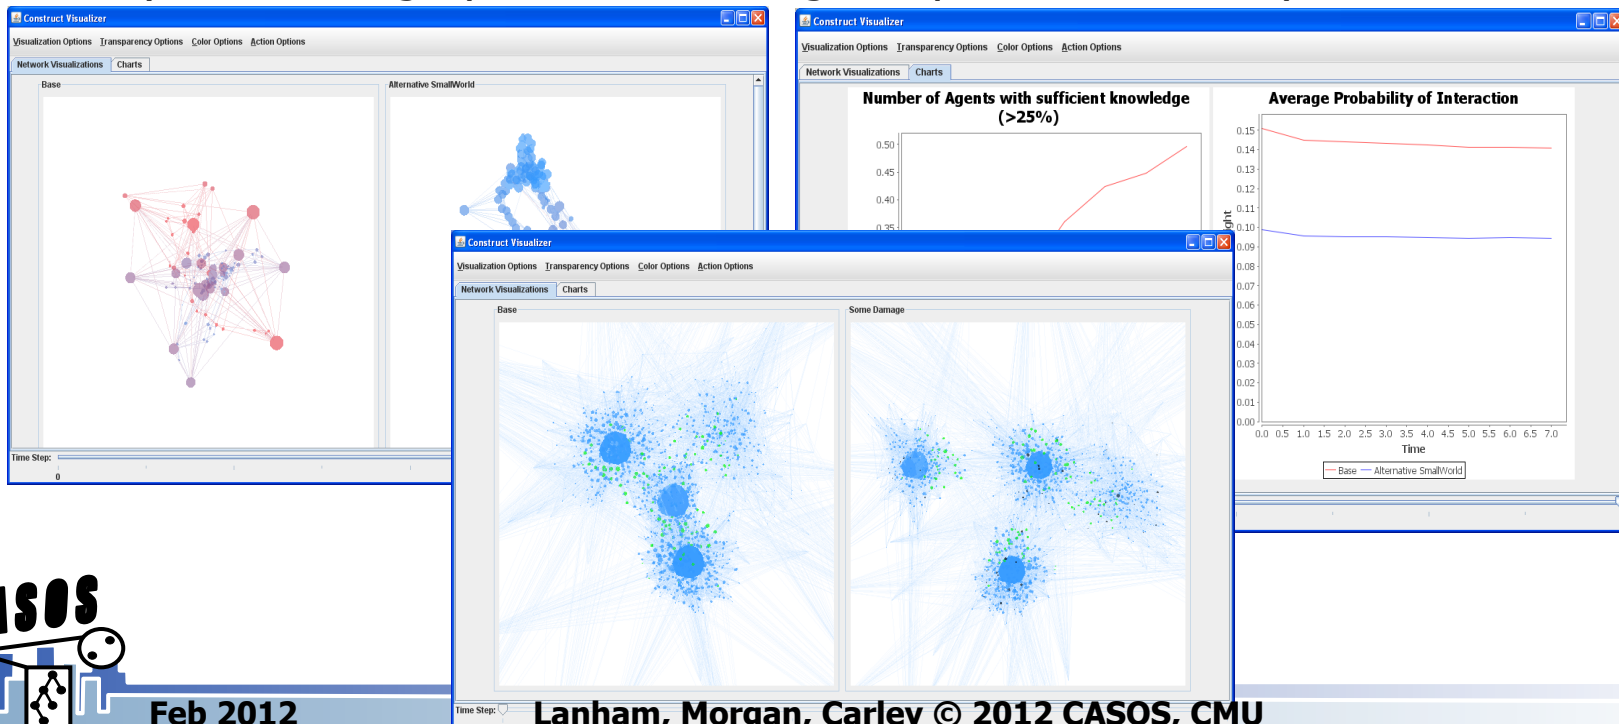 Construct Visualizer
Visualization Options Transparency Options Color Options Action Options
Network Visualizations Charts
Base
Alternative SmallWorld
Time Step:
0
Construct Visualizer
Visualization Options Transparency Options Color Options Action Options
Network Visualizations Charts
Number of Agents with sufficient knowledge
(>25%)
0.50
0.45
0.40
0.35
Average Probability of Interaction
0.15
0.14
0.13
0.12
0.11
0.10
0.09
0.08
0.07
0.06
0.05
0.04
0.03
0.02
0.01
0.00
0.0 0.5 1.0 1.5 2.0 2.5 3.0 3.5 4.0 4.5 5.0 5.5 6.0 6.5 7.0
Time
Base Alternative SmallWorld
Construct Visualizer
Visualization Options Transparency Options Color Options Action Options
Network Visualizations Charts
Base
Some Damage
Time Step:
ASOS
Feb 2012
Lanham, Morgan, Carley © 2012 CASOS, CMU